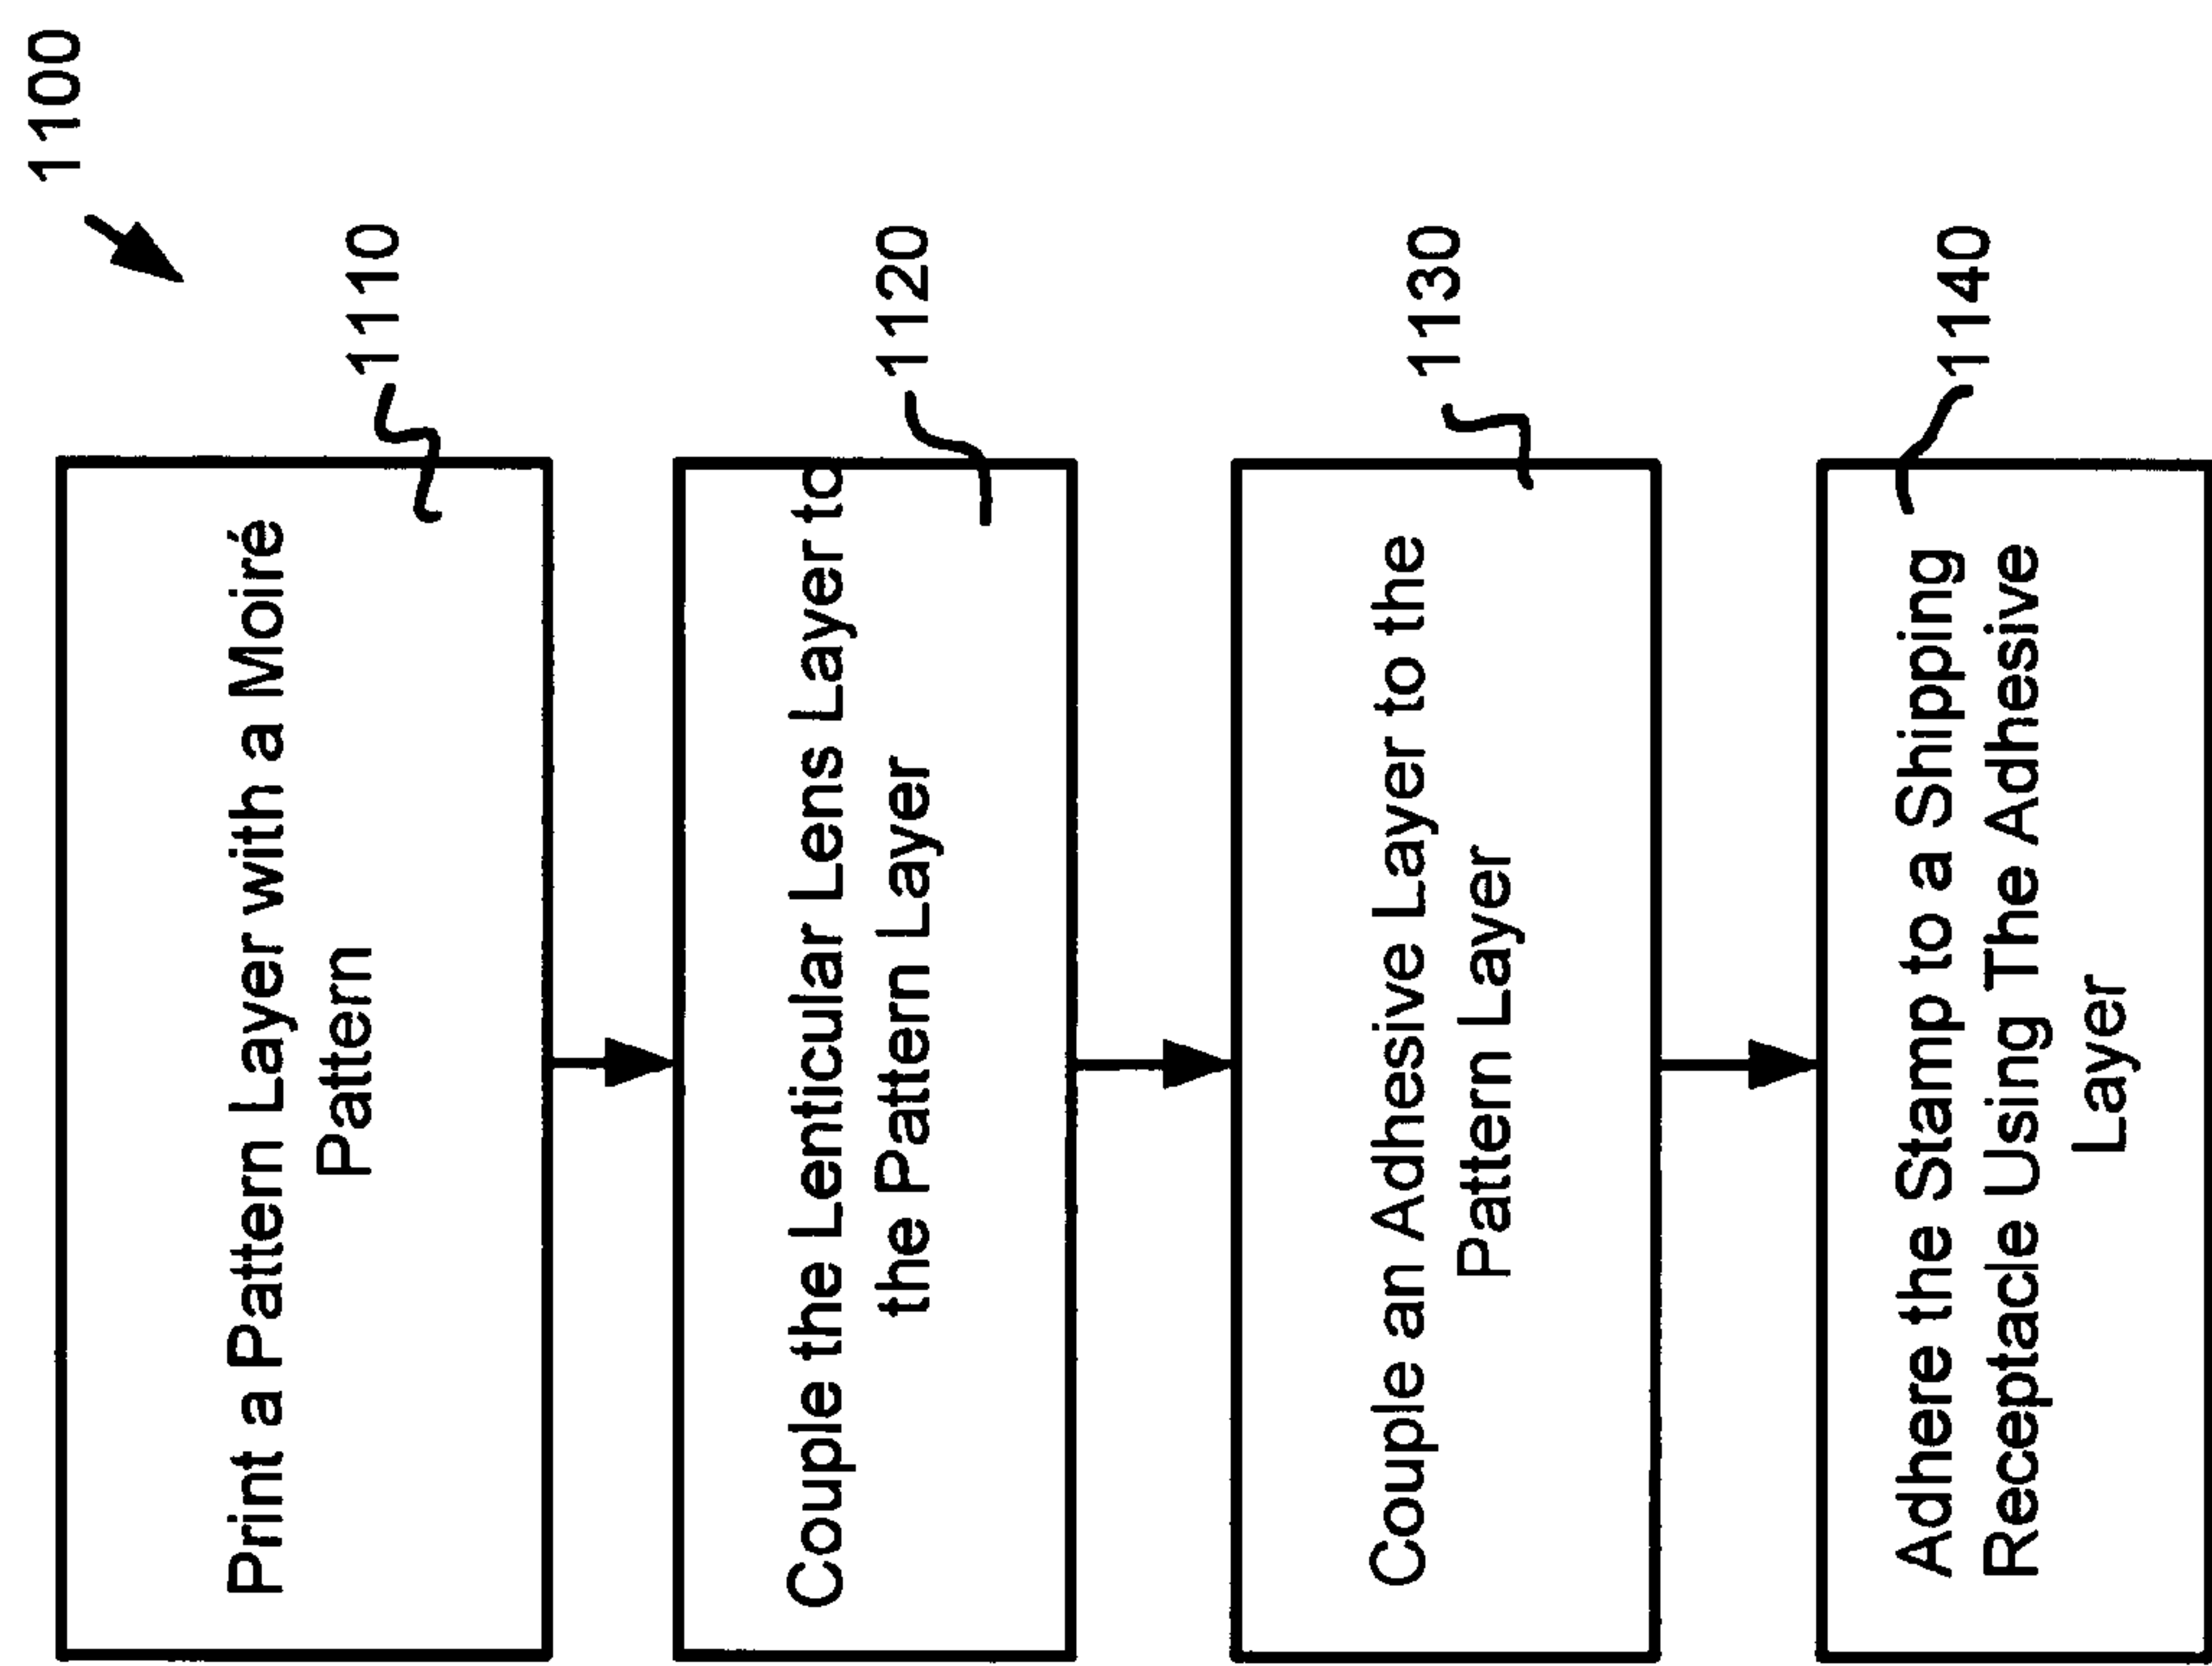 1100
Print a Pattern Layer with a Moiré
Pattern
1110
Couple the Lenticular Lens Layer to
the Pattern Layer
1120
Couple an Adhesive Layer to the
Pattern Layer
1130
Adhere the Stamp to a Shipping
Receptacle Using The Adhesive
Layer
1140